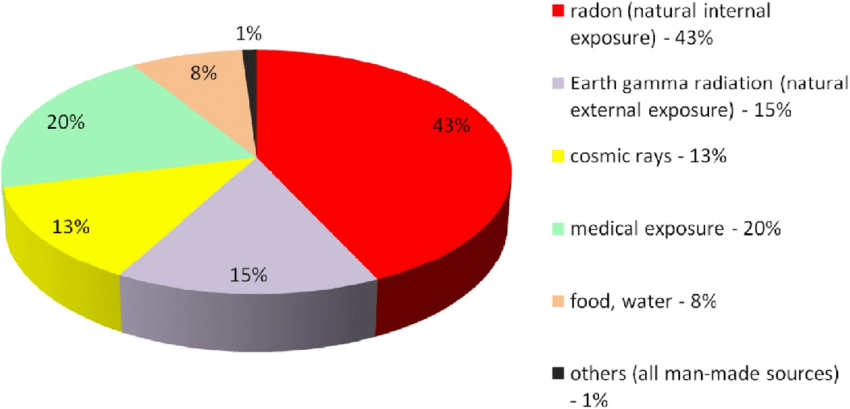 1%
8%
20%
43%
13%
15%
radon (natural internal
exposure) - 43%
Earth gamma radiation (natural
external exposure) - 15%
cosmic rays - 13%
medical exposure - 20%
food, water - 8%
others (all man-made sources)
- 1%